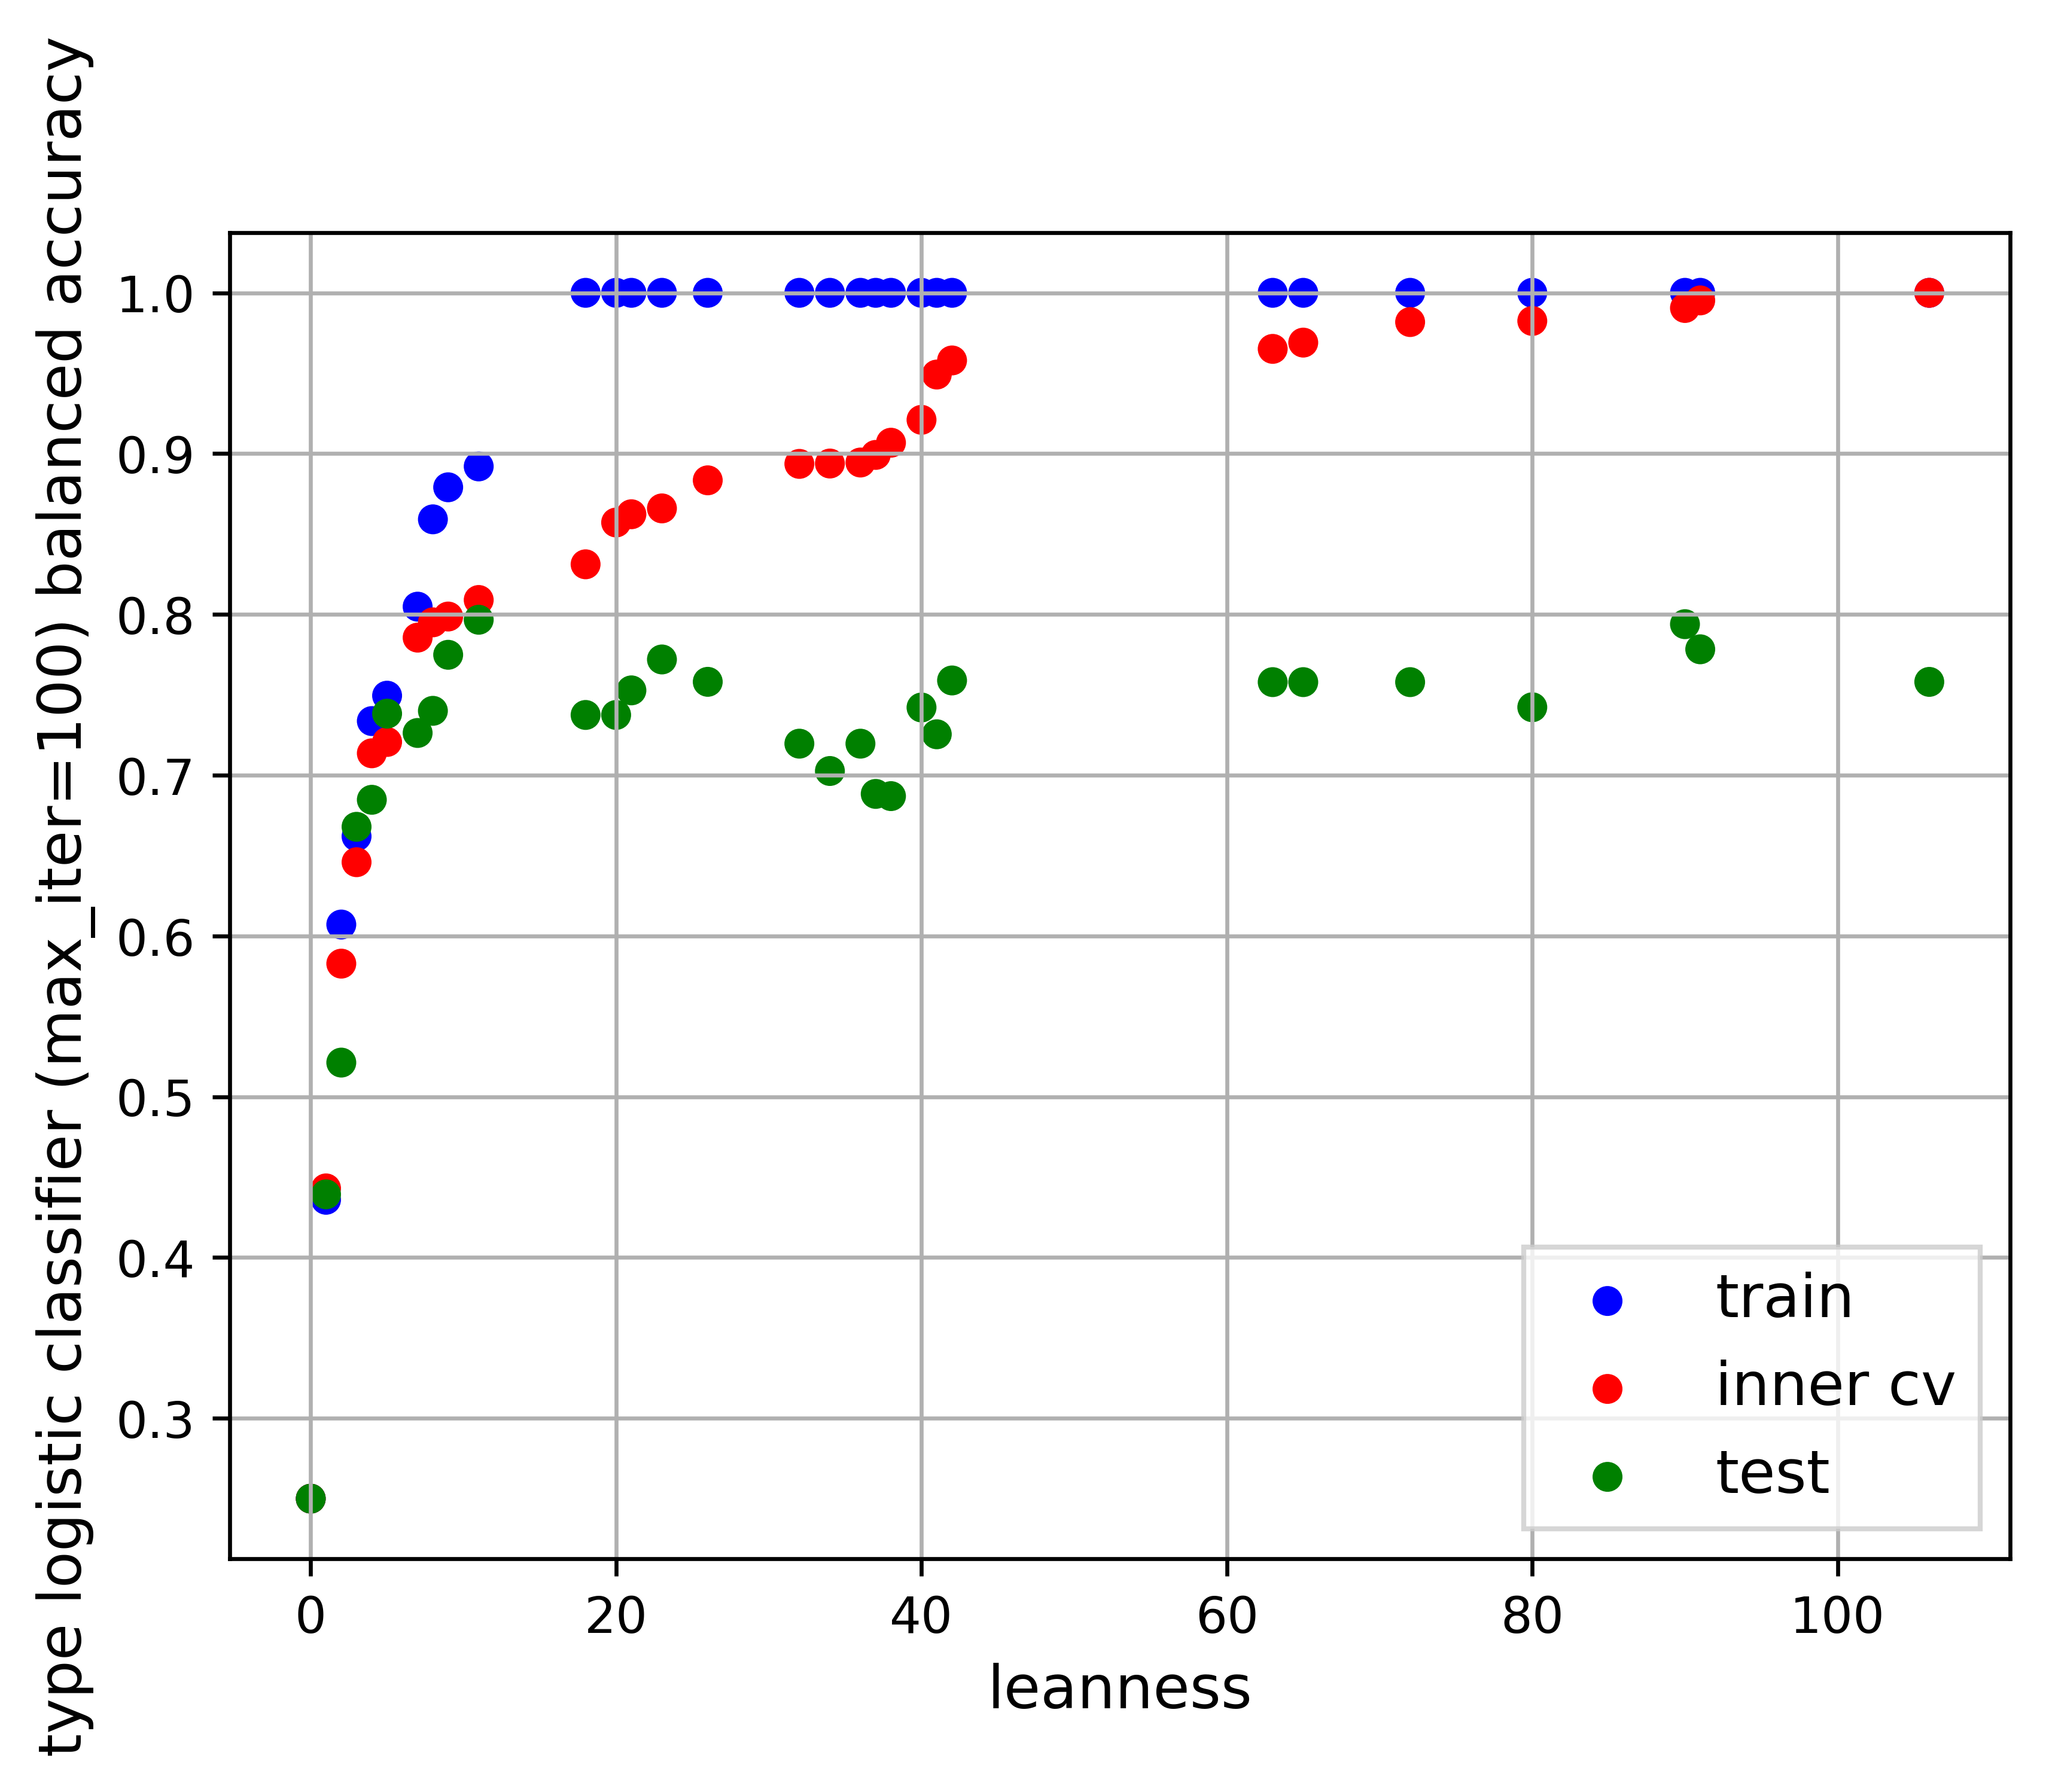 type logistic classifier (max_iter=100) balanced accuracy
1.0
0.9
0.8
0.7
0.6
0.5
0.4
0.3
0 20 40 60 80 100
leanness
train
inner cv
test